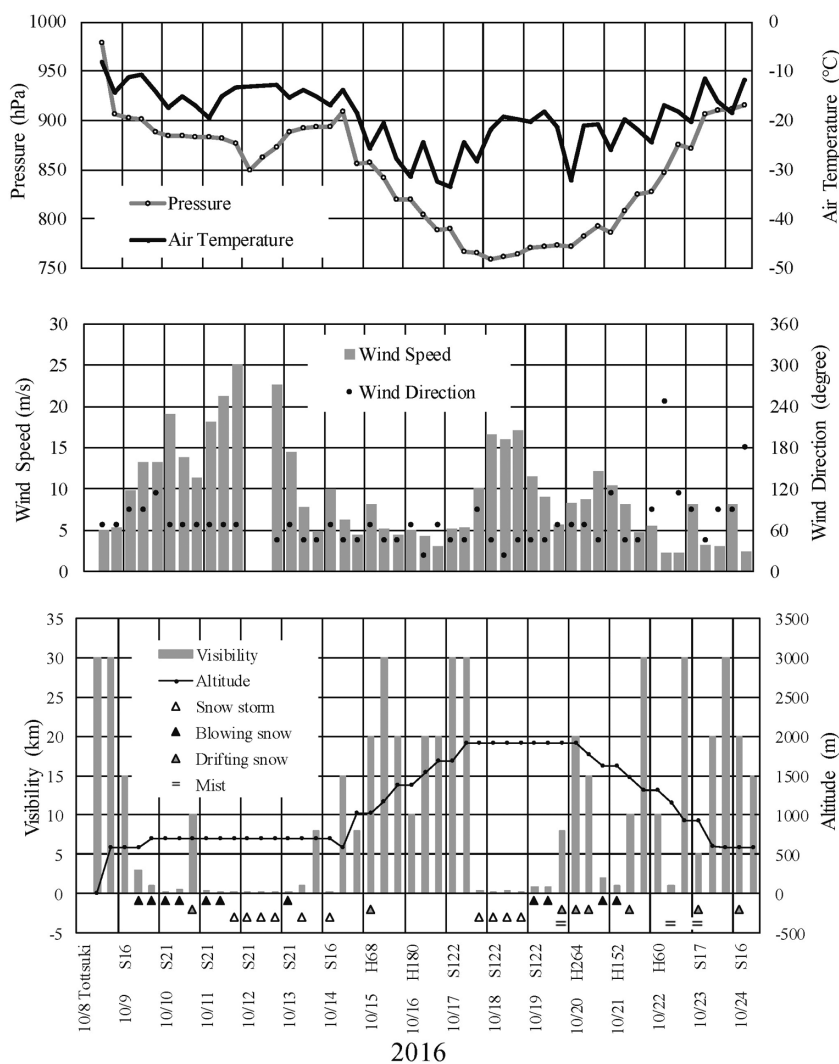 1000
950
900
850
800
750
Pressure (hPa)
Pressure
Air Temperature
0
-10
-20
-30
-40
-50
Air Temperature (°C)
30
25
20
15
10
5
0
Wind Speed (m/s)
Wind Speed
Wind Direction
360
300
240
180
120
60
0
Wind Direction (degree)
35
30
25
20
15
10
5
0
-5
Visibility (km)
Visibility
Altitude
Snow storm
Blowing snow
Drifting snow
Mist
3500
3000
2500
2000
1500
1000
500
0
-500
Altitude (m)
10/8 Tottsuki
10/9 S16
10/10 S21
10/11 S21
10/12 S21
10/13 S21
10/14 S16
10/15 H68
10/16 H180
10/17 S122
10/18 S122
10/19 S122
10/20 H264
10/21 H152
10/22 H60
10/23 S17
10/24 S16
2016